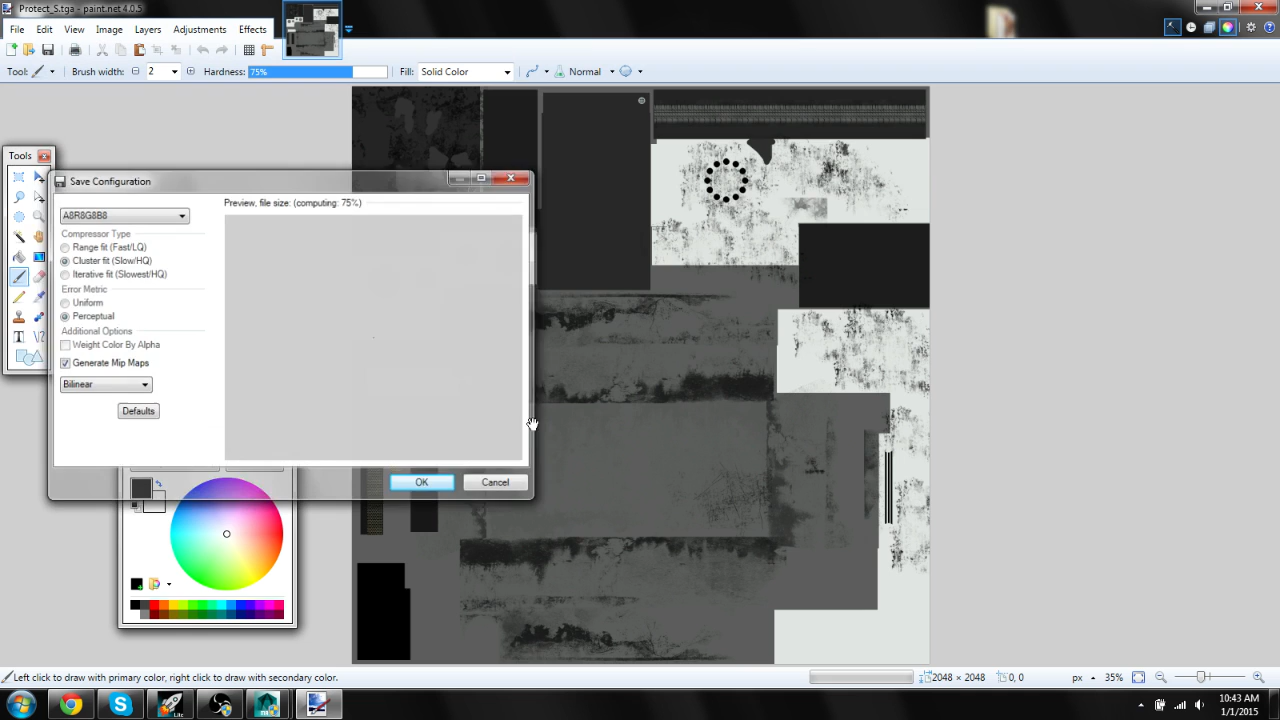 Protect_S.tga - paint.net 4.0.5
File Edit View Image Layers Adjustments Effects
Tool: Brush width: 2 Hardness: 75% Fill: Solid Color Normal
Tools
Save Configuration
A8R8G8B8
Compressor Type
Range fit (Fast/LQ)
Cluster fit (Slow/HQ)
Iterative fit (Slowest/HQ)
Error Metric
Uniform
Perceptual
Additional Options
Weight Color By Alpha
Generate Mip Maps
Bilinear
Defaults
Preview, file size: (computing: 75%)
OK Cancel
Left click to draw with primary color, right click to draw with secondary color. 2048 × 2048 0, 0 px 35%
10:43 AM
1/1/2015